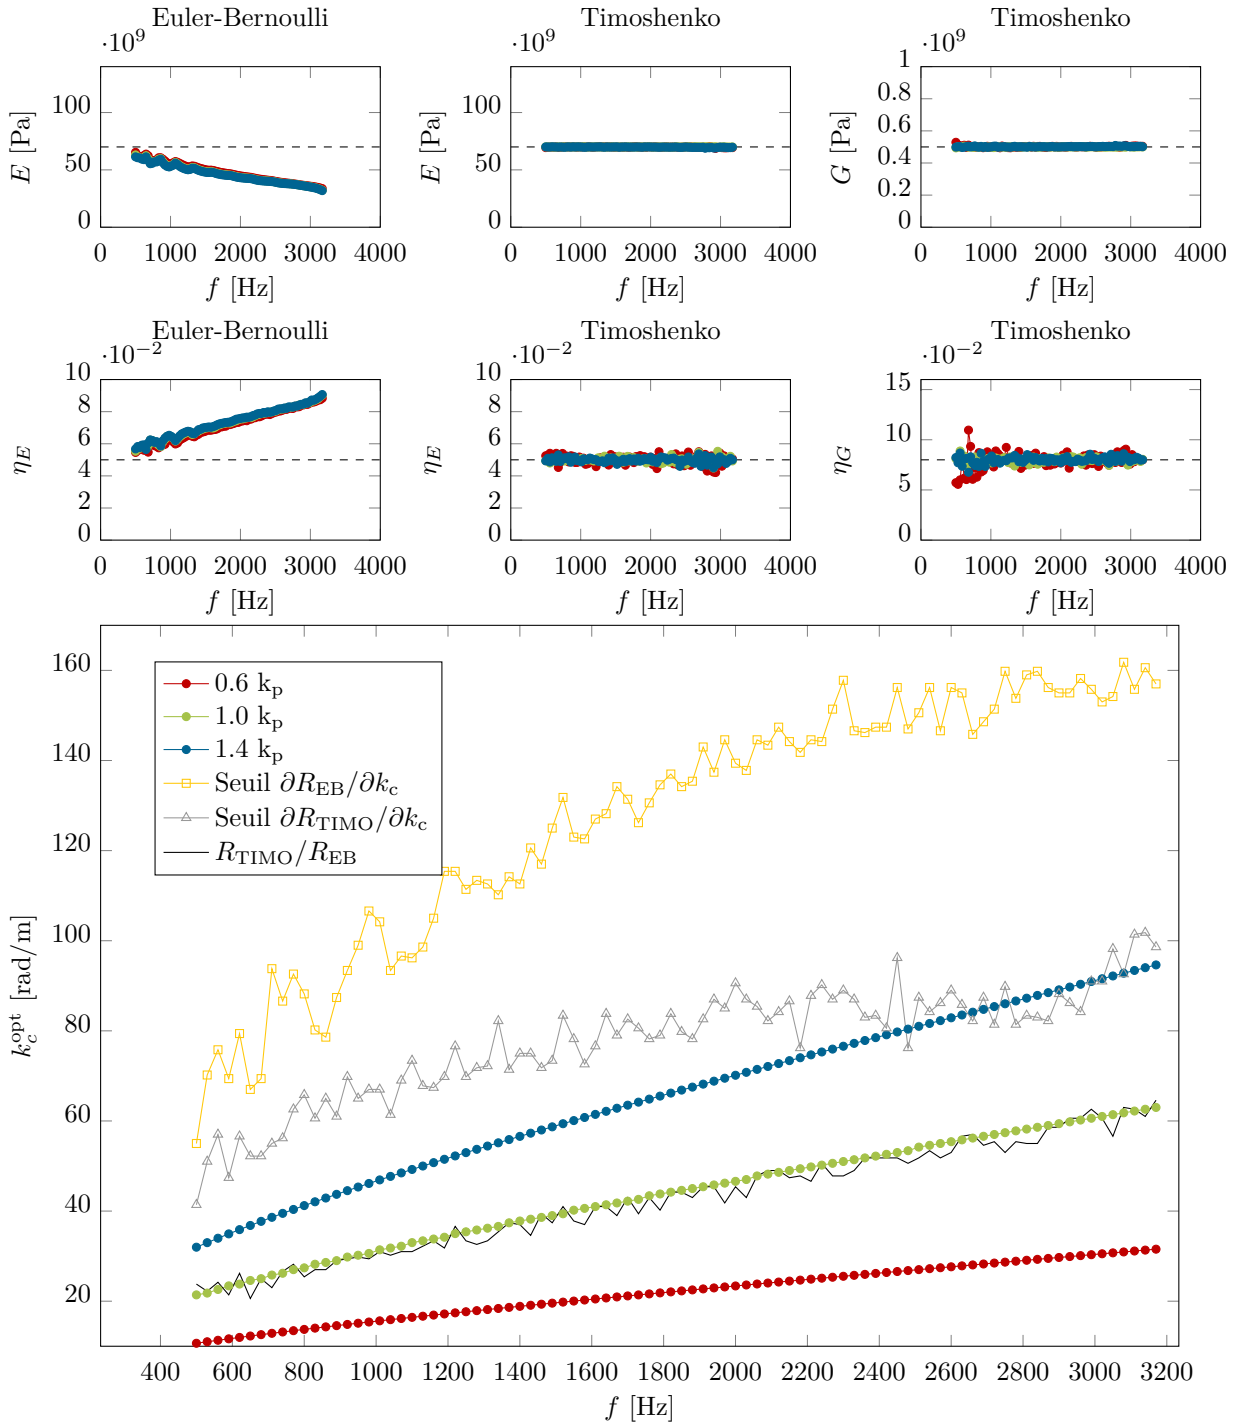 Euler-Bernoulli
·10⁹
100
50
0
E [Pa]
0 1000 2000 3000 4000
f [Hz]
Timoshenko
·10⁹
100
50
0
E [Pa]
0 1000 2000 3000 4000
f [Hz]
Timoshenko
·10⁹
1
0.8
0.6
0.4
0.2
0
G [Pa]
0 1000 2000 3000 4000
f [Hz]
Euler-Bernoulli
·10⁻²
10
8
6
4
2
0
η_E
0 1000 2000 3000 4000
f [Hz]
Timoshenko
·10⁻²
10
8
6
4
2
0
η_E
0 1000 2000 3000 4000
f [Hz]
Timoshenko
·10⁻²
15
10
5
0
η_G
0 1000 2000 3000 4000
f [Hz]
160
140
120
100
80
60
40
20
k_c^opt [rad/m]
0.6 k_p
1.0 k_p
1.4 k_p
Seuil ∂R_EB/∂k_c
Seuil ∂R_TIMO/∂k_c
R_TIMO/R_EB
400 600 800 1000 1200 1400 1600 1800 2000 2200 2400 2600 2800 3000 3200
f [Hz]